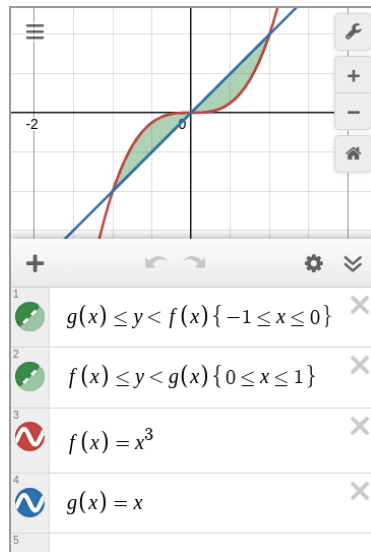 -2
0
1
g(x) ≤ y < f(x) { −1 ≤ x ≤ 0 }
2
f(x) ≤ y < g(x) { 0 ≤ x ≤ 1 }
3
f(x) = x³
4
g(x) = x
5